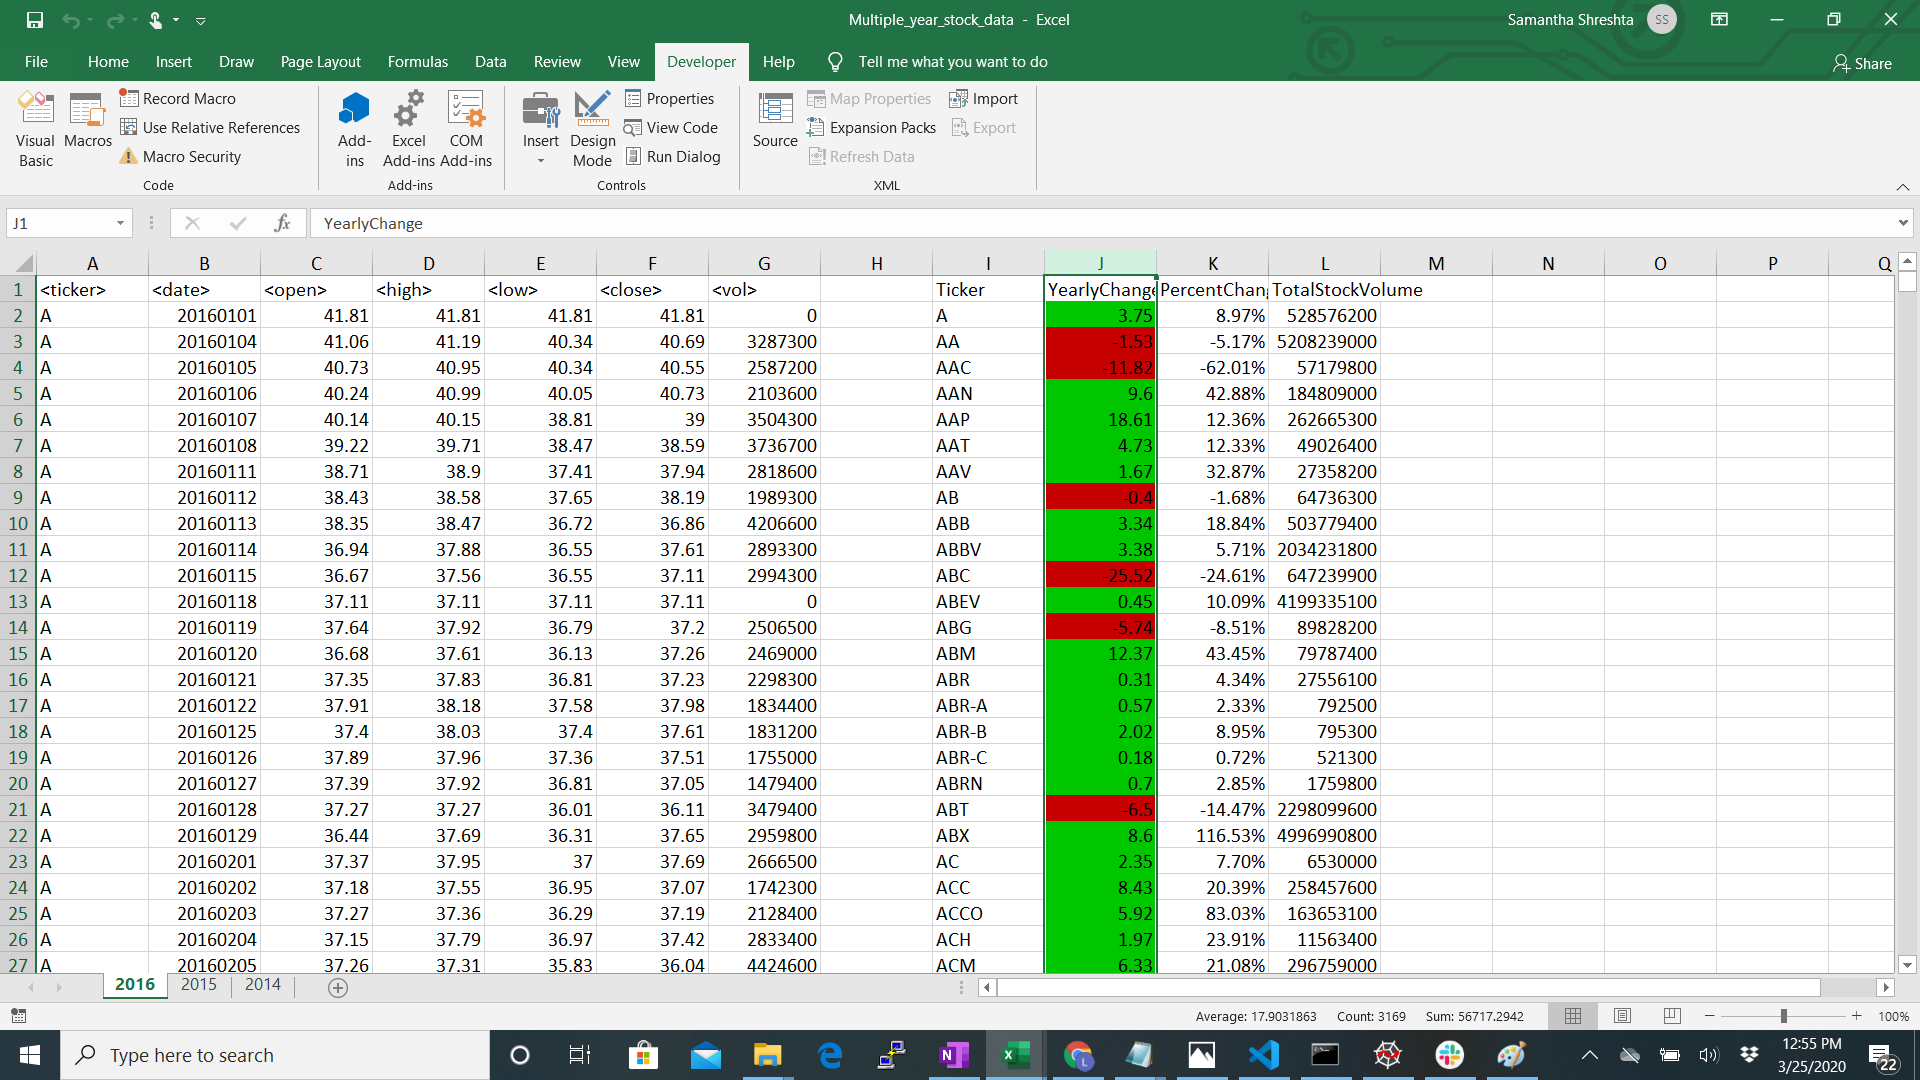 Multiple_year_stock_data - Excel
Samantha Shreshta SS
File Home Insert Draw Page Layout Formulas Data Review View Developer Help Tell me what you want to do Share
Visual Basic
Macros
Record Macro
Use Relative References
Macro Security
Code
Add-ins
Excel Add-ins
COM Add-ins
Add-ins
Insert
Design Mode
Properties
View Code
Run Dialog
Controls
Source
Map Properties
Expansion Packs
Refresh Data
Import
Export
XML
J1 fx YearlyChange
A B C D E F G H I J K L M N O P Q
1 <ticker> <date> <open> <high> <low> <close> <vol> Ticker YearlyChange PercentChan TotalStockVolume
2 A 20160101 41.81 41.81 41.81 41.81 0 A 3.75 8.97% 528576200
3 A 20160104 41.06 41.19 40.34 40.69 3287300 AA -1.53 -5.17% 5208239000
4 A 20160105 40.73 40.95 40.34 40.55 2587200 AAC -11.82 -62.01% 57179800
5 A 20160106 40.24 40.99 40.05 40.73 2103600 AAN 9.6 42.88% 184809000
6 A 20160107 40.14 40.15 38.81 39 3504300 AAP 18.61 12.36% 262665300
7 A 20160108 39.22 39.71 38.47 38.59 3736700 AAT 4.73 12.33% 49026400
8 A 20160111 38.71 38.9 37.41 37.94 2818600 AAV 1.67 32.87% 27358200
9 A 20160112 38.43 38.58 37.65 38.19 1989300 AB -0.4 -1.68% 64736300
10 A 20160113 38.35 38.47 36.72 36.86 4206600 ABB 3.34 18.84% 503779400
11 A 20160114 36.94 37.88 36.55 37.61 2893300 ABBV 3.38 5.71% 2034231800
12 A 20160115 36.67 37.56 36.55 37.11 2994300 ABC -25.52 -24.61% 647239900
13 A 20160118 37.11 37.11 37.11 37.11 0 ABEV 0.45 10.09% 4199335100
14 A 20160119 37.64 37.92 36.79 37.2 2506500 ABG -5.74 -8.51% 89828200
15 A 20160120 36.68 37.61 36.13 37.26 2469000 ABM 12.37 43.45% 79787400
16 A 20160121 37.35 37.83 36.81 37.23 2298300 ABR 0.31 4.34% 27556100
17 A 20160122 37.91 38.18 37.58 37.98 1834400 ABR-A 0.57 2.33% 792500
18 A 20160125 37.4 38.03 37.4 37.61 1831200 ABR-B 2.02 8.95% 795300
19 A 20160126 37.89 37.96 37.36 37.51 1755000 ABR-C 0.18 0.72% 521300
20 A 20160127 37.39 37.92 36.81 37.05 1479400 ABRN 0.7 2.85% 1759800
21 A 20160128 37.27 37.27 36.01 36.11 3479400 ABT -6.5 -14.47% 2298099600
22 A 20160129 36.44 37.69 36.31 37.65 2959800 ABX 8.6 116.53% 4996990800
23 A 20160201 37.37 37.95 37 37.69 2666500 AC 2.35 7.70% 6530000
24 A 20160202 37.18 37.55 36.95 37.07 1742300 ACC 8.43 20.39% 258457600
25 A 20160203 37.27 37.36 36.29 37.19 2128400 ACCO 5.92 83.03% 163653100
26 A 20160204 37.15 37.79 36.97 37.42 2833400 ACH 1.97 23.91% 11563400
27 A 20160205 37.26 37.31 35.83 36.04 4424600 ACM 6.33 21.08% 296759000
2016 2015 2014
Average: 17.9031863 Count: 3169 Sum: 56717.2942 100%
Type here to search
12:55 PM
3/25/2020
22